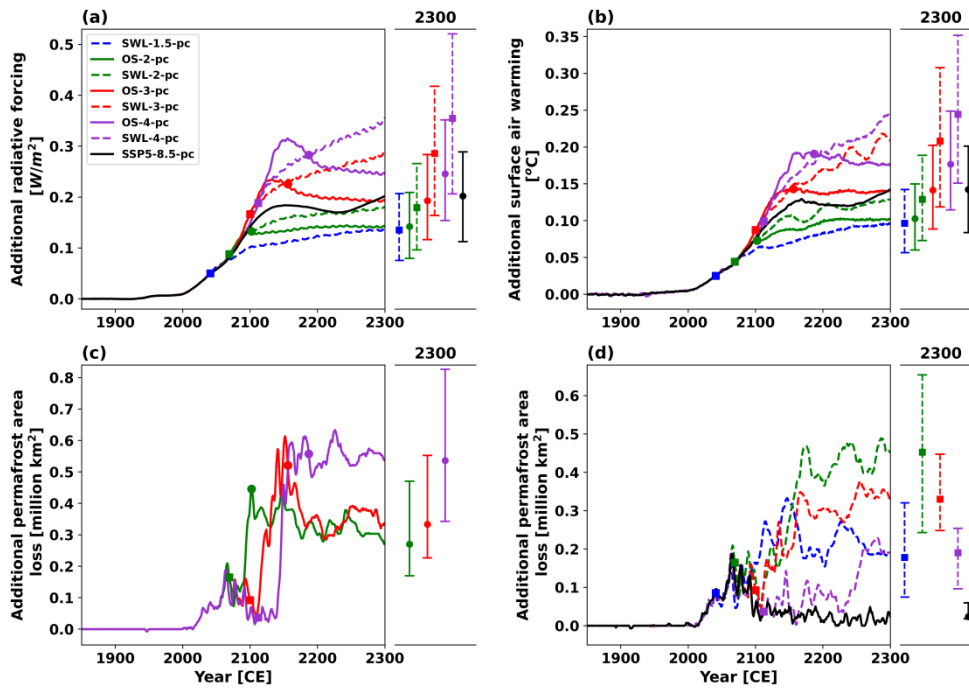 (a)
2300
Additional radiative forcing
[W/m²]
0.5
0.4
0.3
0.2
0.1
0.0
SWL-1.5-pc
OS-2-pc
SWL-2-pc
OS-3-pc
SWL-3-pc
OS-4-pc
SWL-4-pc
SSP5-8.5-pc
1900 2000 2100 2200 2300
(b)
2300
Additional surface air warming
[°C]
0.35
0.30
0.25
0.20
0.15
0.10
0.05
0.00
1900 2000 2100 2200 2300
(c)
2300
Additional permafrost area
loss [million km²]
0.8
0.7
0.6
0.5
0.4
0.3
0.2
0.1
0.0
1900 2000 2100 2200 2300
Year [CE]
(d)
2300
Additional permafrost area
loss [million km²]
0.6
0.5
0.4
0.3
0.2
0.1
0.0
1900 2000 2100 2200 2300
Year [CE]